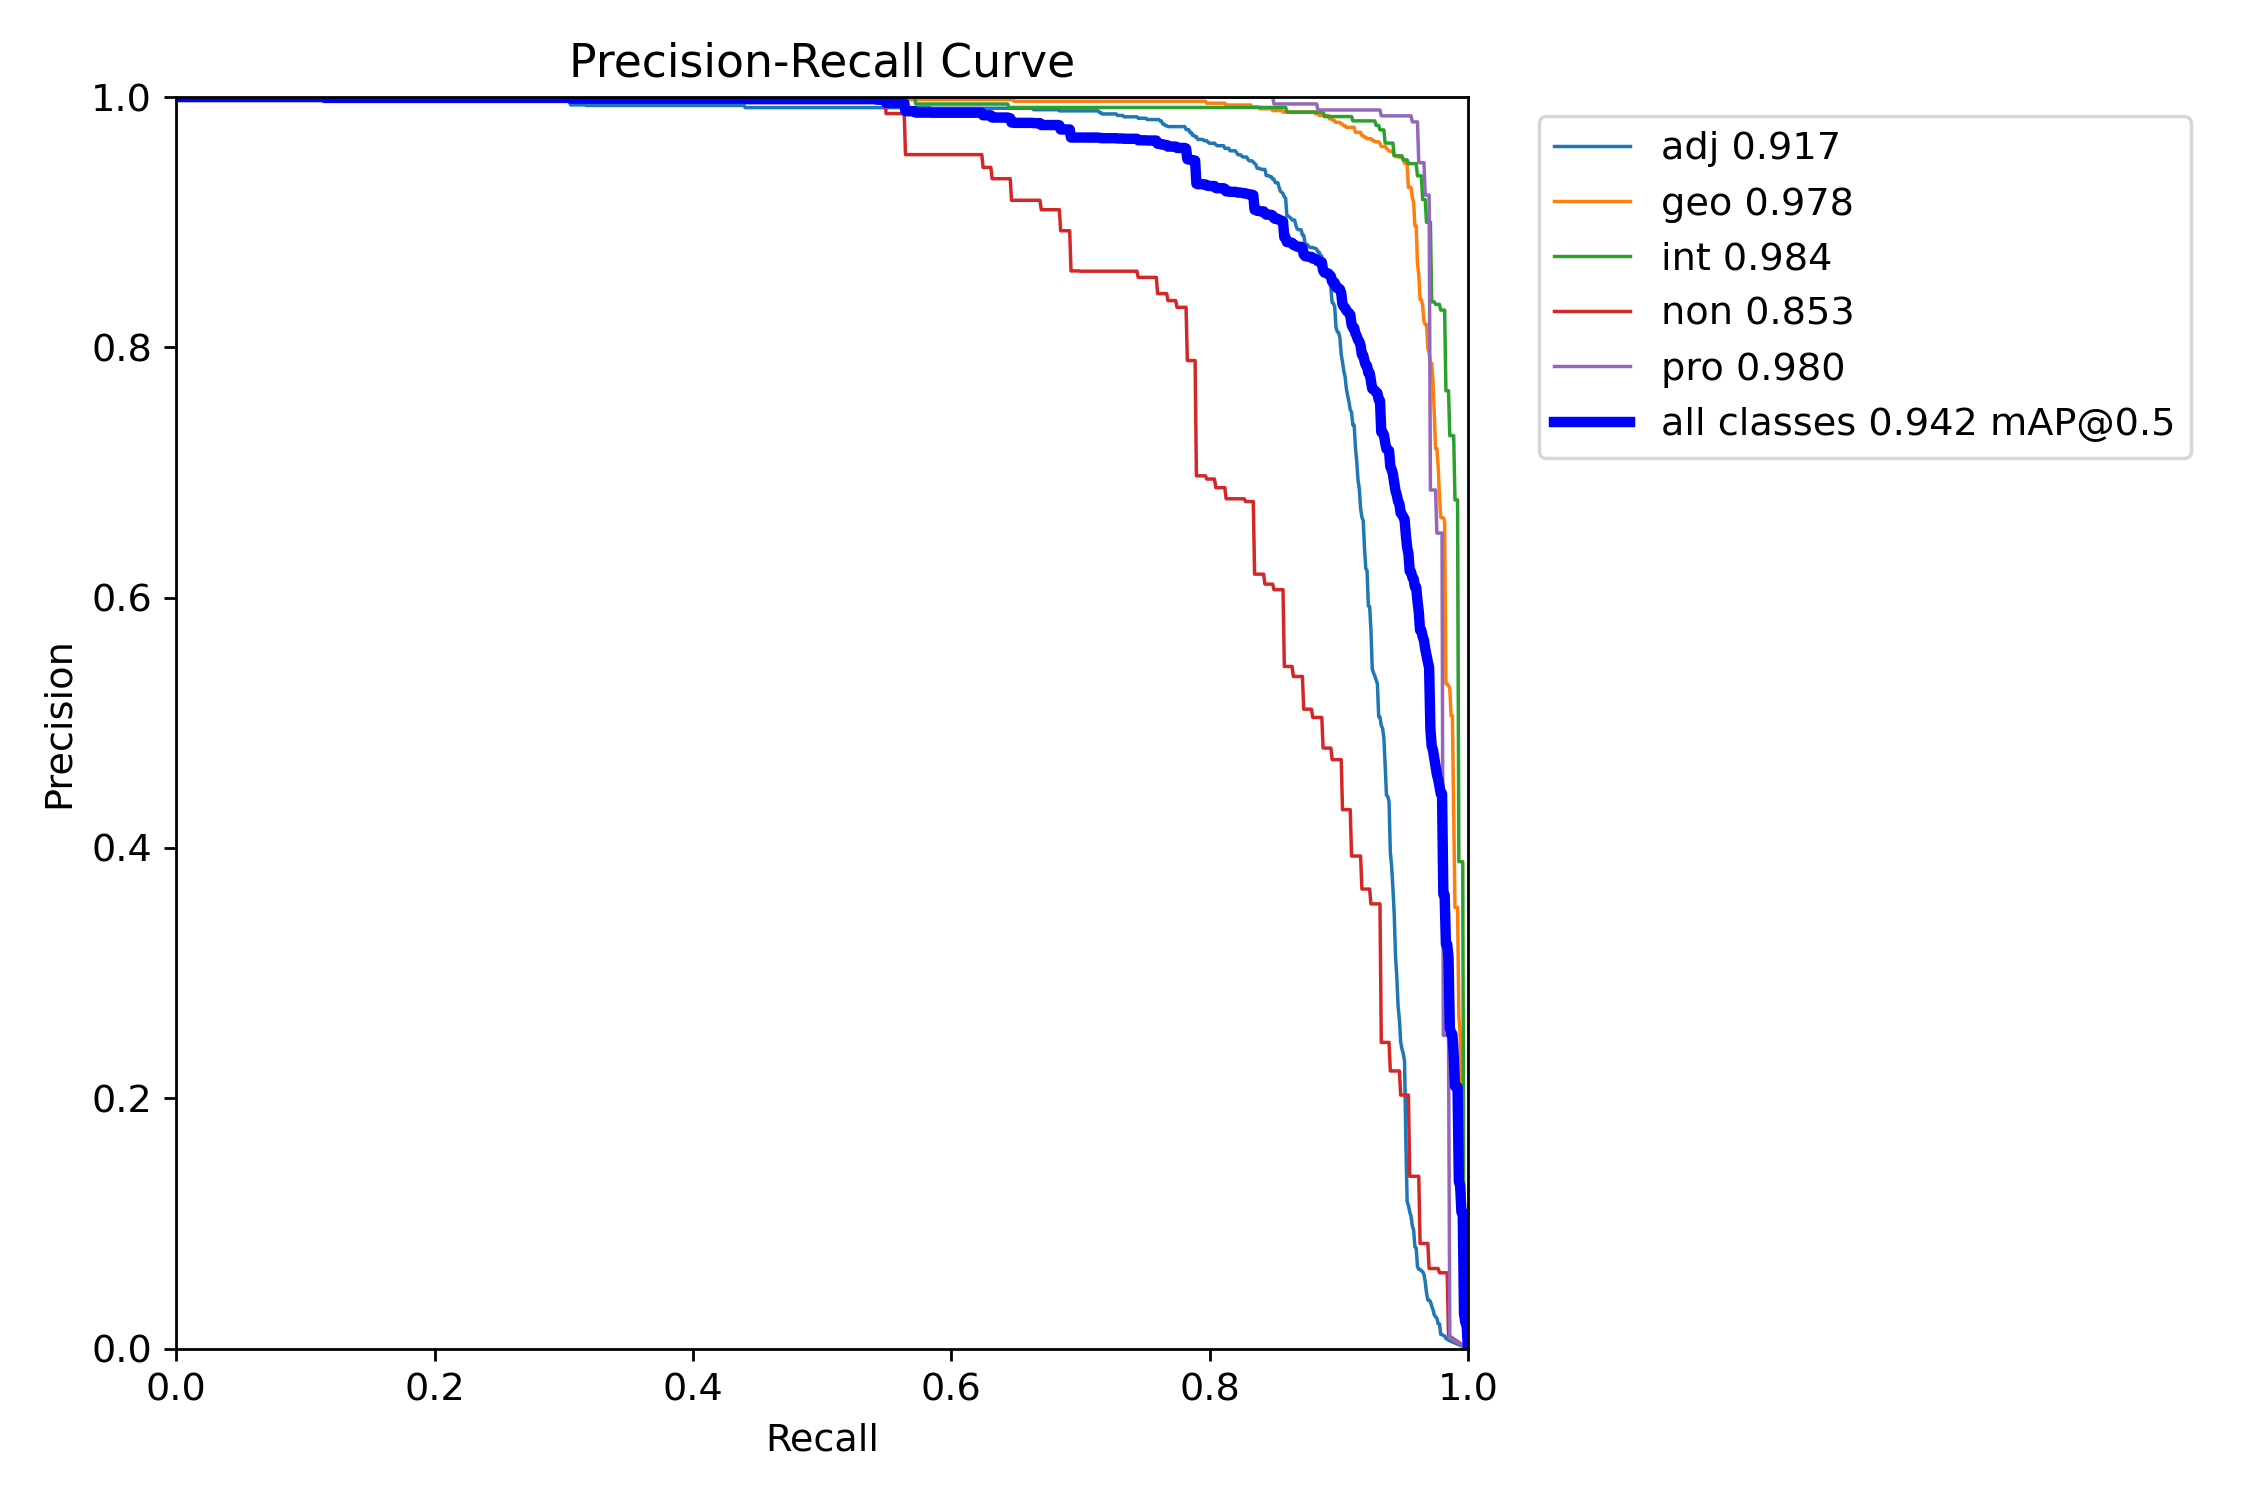 Precision-Recall Curve
1.0
0.8
0.6
0.4
0.2
0.0
Precision
0.0 0.2 0.4 0.6 0.8 1.0
Recall
adj 0.917
geo 0.978
int 0.984
non 0.853
pro 0.980
all classes 0.942 mAP@0.5